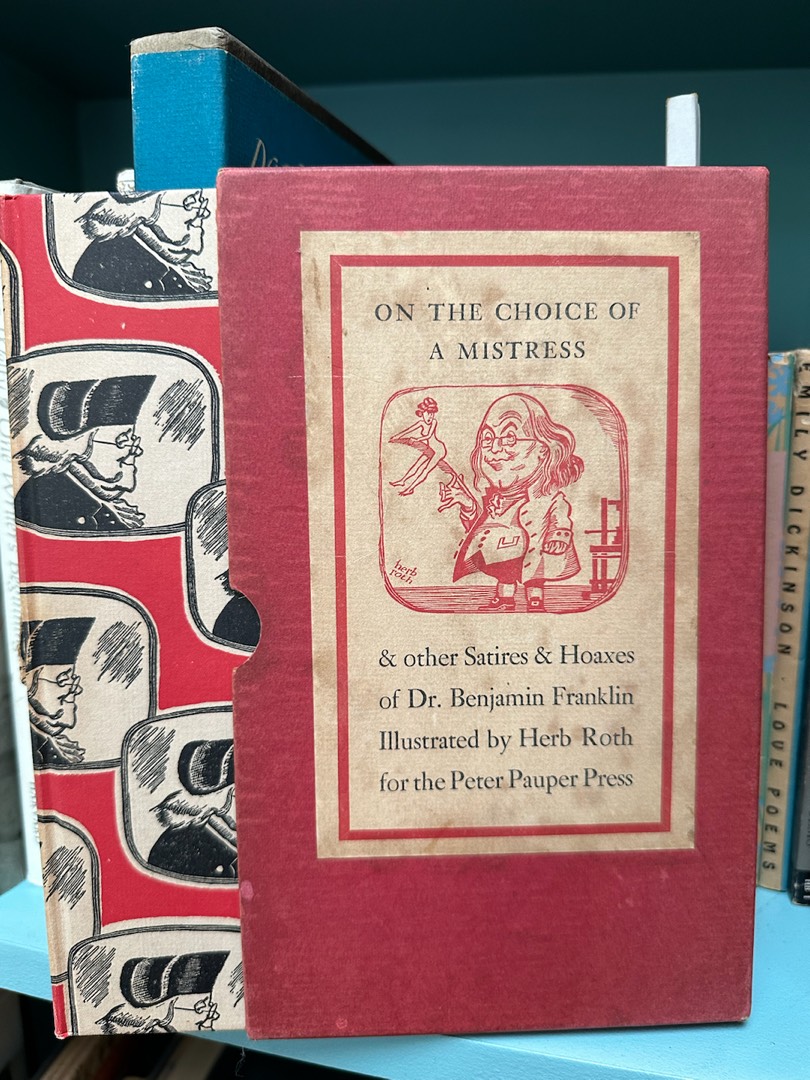 ON THE CHOICE OF
A MISTRESS
herb
roth
& other Satires & Hoaxes
of Dr. Benjamin Franklin
Illustrated by Herb Roth
for the Peter Pauper Press
EMILY DICKINSON · LOVE POEMS